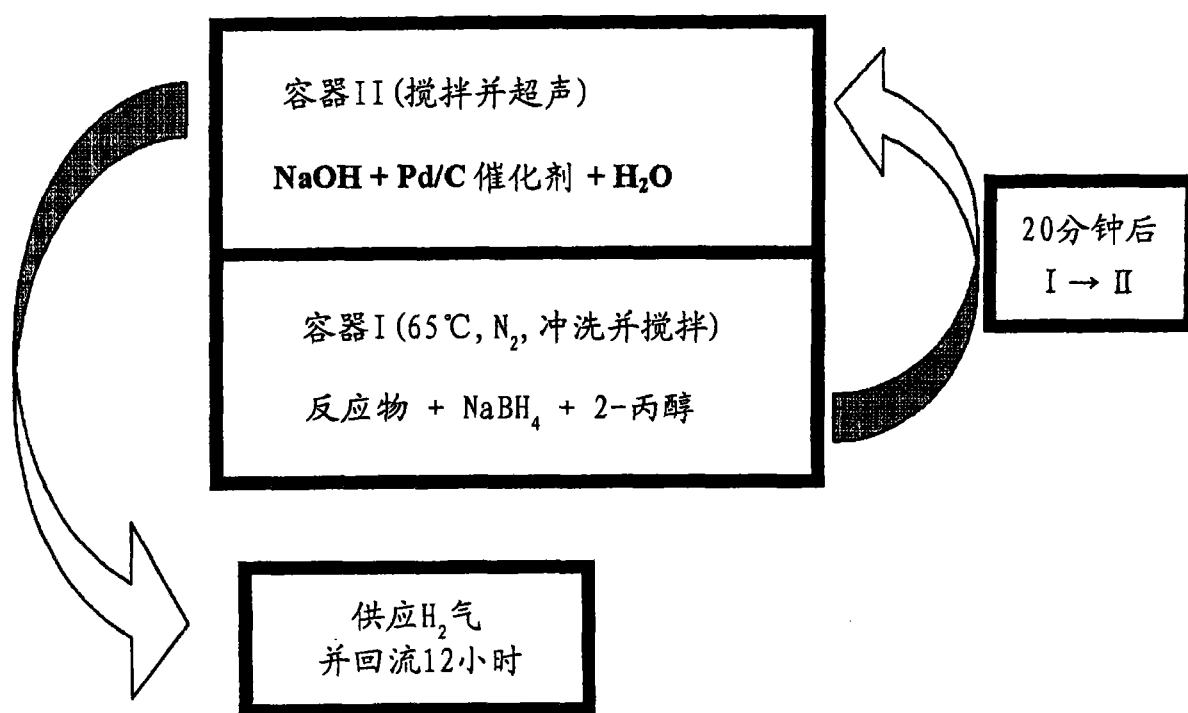 容器II(搅拌并超声)
NaOH + Pd/C 催化剂 + H₂O
容器I(65℃, N₂, 冲洗并搅拌)
反应物 + NaBH₄ + 2-丙醇
20分钟后
I → II
供应H₂气
并回流12小时